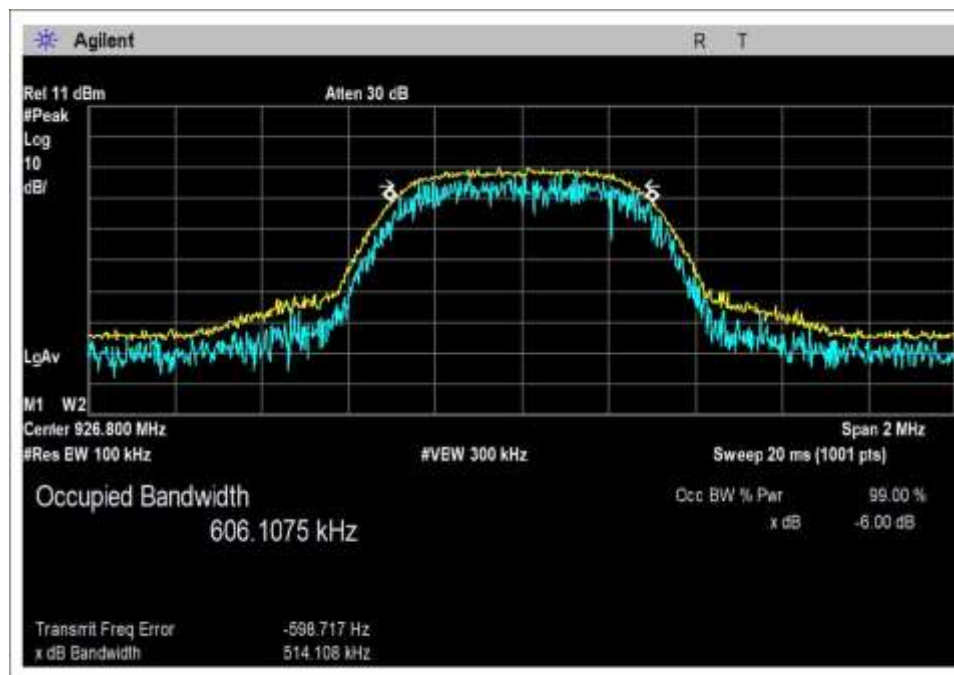 Agilent
R T
Ref 11 dBm Atten 30 dB
#Peak
Log
10
dB/
LgAv
M1 W2
Center 926.800 MHz Span 2 MHz
#Res BW 100 kHz #VBW 300 kHz Sweep 20 ms (1001 pts)
Occupied Bandwidth Occ BW % Pwr 99.00 %
606.1075 kHz x dB -6.00 dB
Transmit Freq Error -598.717 Hz
x dB Bandwidth 514.108 kHz